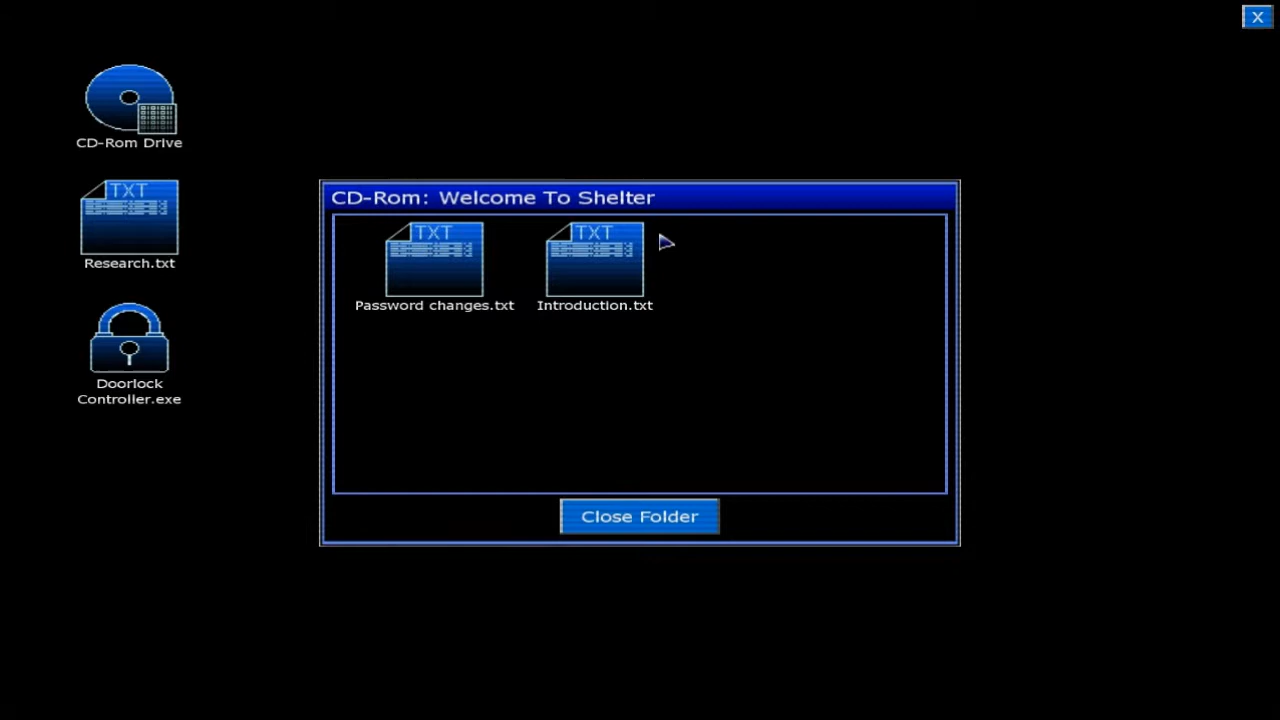 X
CD-Rom Drive
TXT
Research.txt
Doorlock
Controller.exe
CD-Rom: Welcome To Shelter
TXT
Password changes.txt
TXT
Introduction.txt
Close Folder